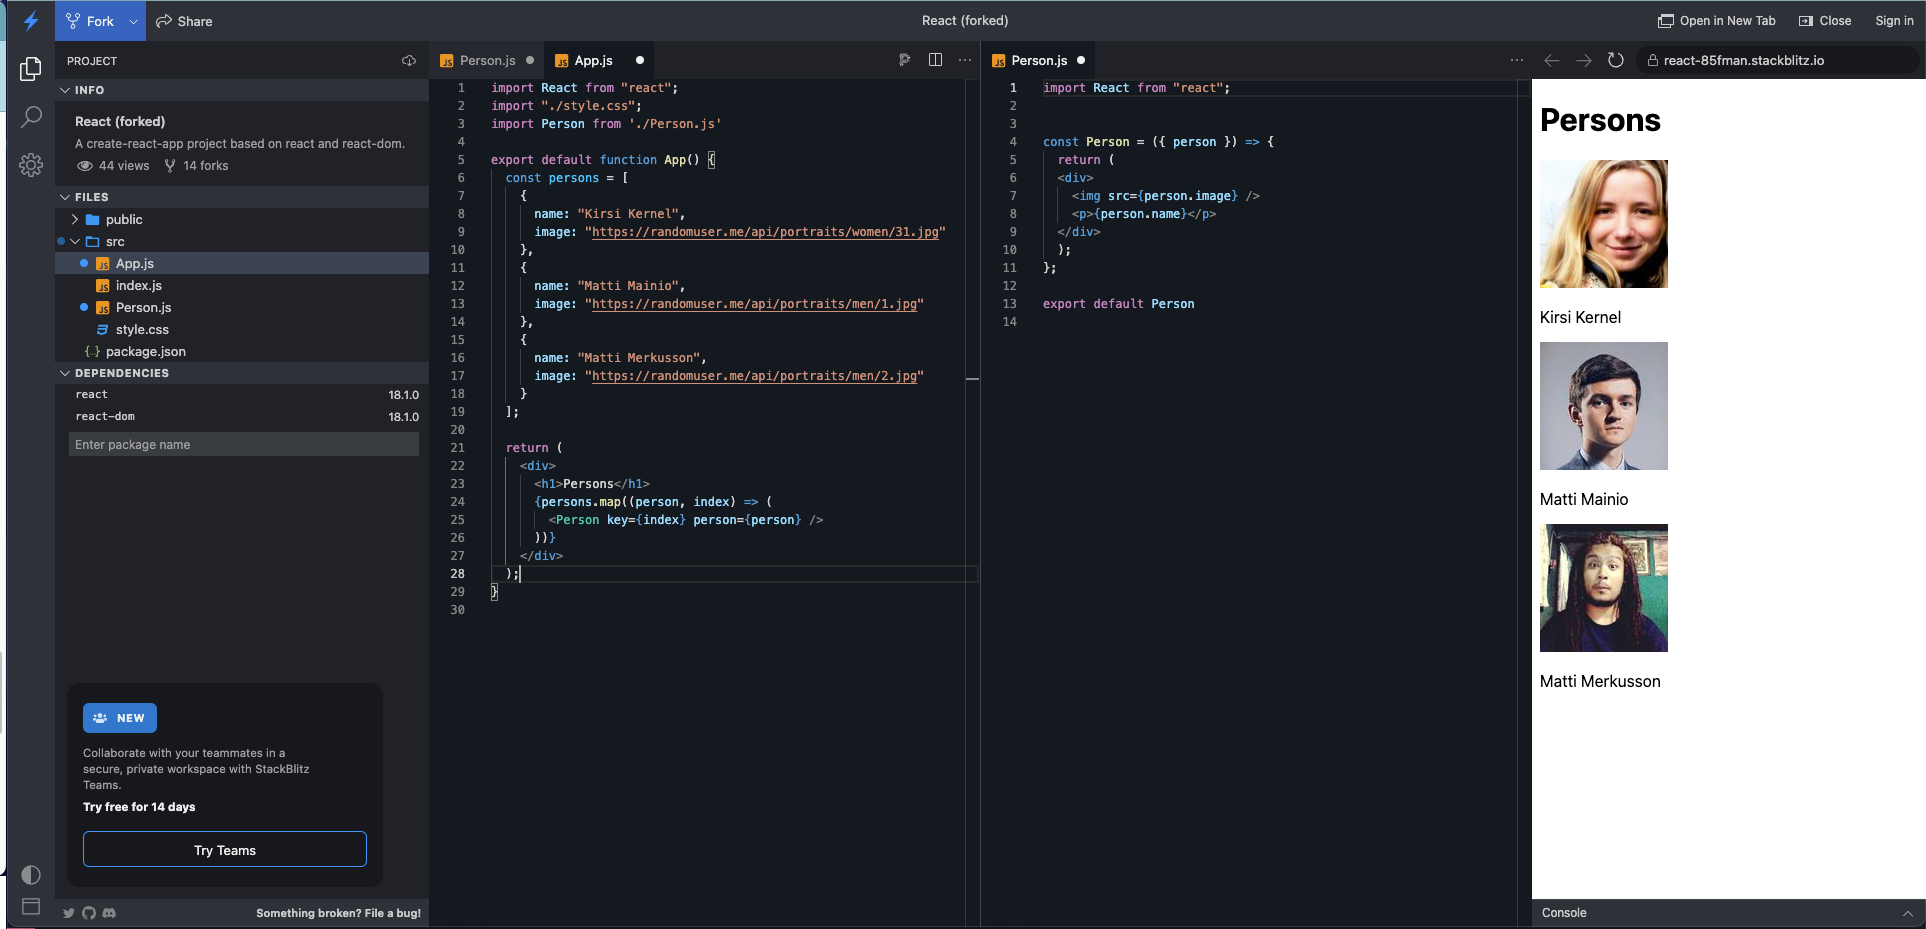 Fork
Share
React (forked)
Open in New Tab
Close
Sign in
PROJECT
INFO
React (forked)
A create-react-app project based on react and react-dom.
44 views
14 forks
FILES
public
src
App.js
index.js
Person.js
style.css
{..} package.json
DEPENDENCIES
react 18.1.0
react-dom 18.1.0
Enter package name
NEW
Collaborate with your teammates in a
secure, private workspace with StackBlitz
Teams.
Try free for 14 days
Try Teams
Something broken? File a bug!
JS Person.js
JS App.js
1 import React from "react";
2 import "./style.css";
3 import Person from './Person.js'
4
5 export default function App() {
6 const persons = [
7 {
8 name: "Kirsi Kernel",
9 image: "https://randomuser.me/api/portraits/women/31.jpg"
10 },
11 {
12 name: "Matti Mainio",
13 image: "https://randomuser.me/api/portraits/men/1.jpg"
14 },
15 {
16 name: "Matti Merkusson",
17 image: "https://randomuser.me/api/portraits/men/2.jpg"
18 }
19 ];
20
21 return (
22 <div>
23 <h1>Persons</h1>
24 {persons.map((person, index) => (
25 <Person key={index} person={person} />
26 ))}
27 </div>
28 );
29 }
30
JS Person.js
1 import React from "react";
2
3
4 const Person = ({ person }) => {
5 return (
6 <div>
7 <img src={person.image} />
8 <p>{person.name}</p>
9 </div>
10 );
11 };
12
13 export default Person
14
react-85fman.stackblitz.io
Persons
Kirsi Kernel
Matti Mainio
Matti Merkusson
Console